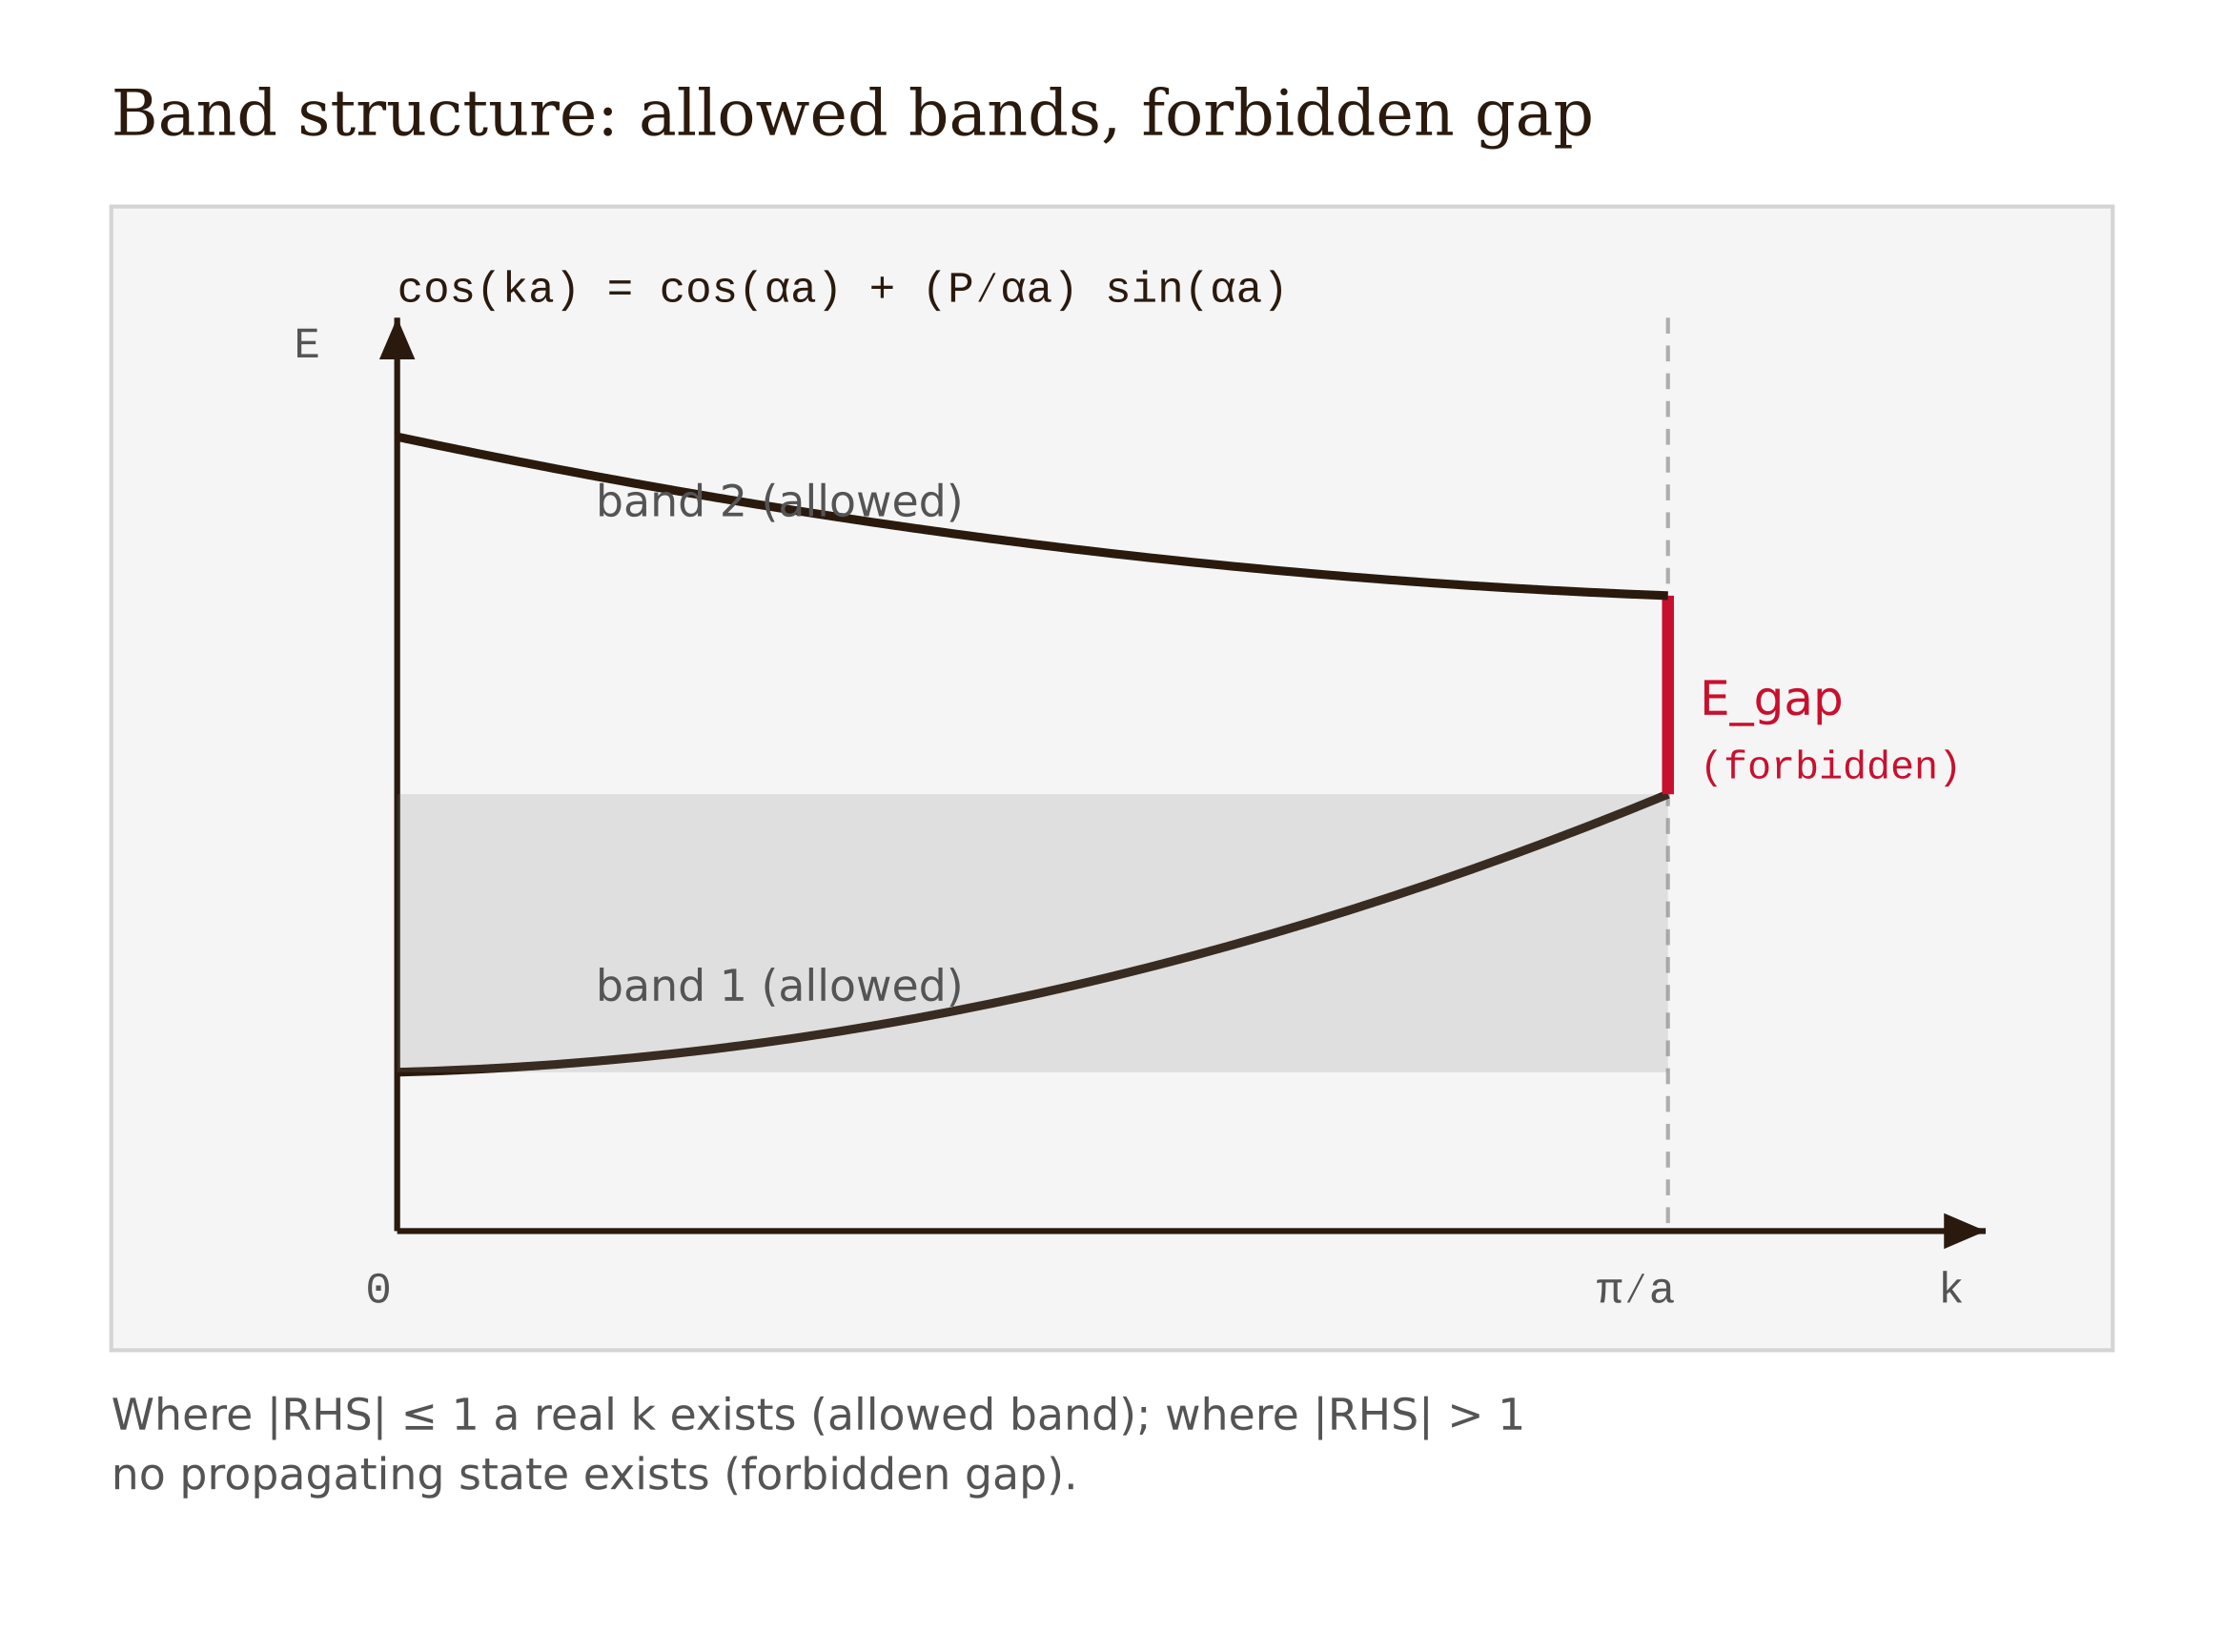 Band structure: allowed bands, forbidden gap
cos(ka) = cos(αa) + (P/αa) sin(αa)
E
band 2 (allowed)
E_gap
(forbidden)
band 1 (allowed)
0
π/a
k
Where |RHS| ≤ 1 a real k exists (allowed band); where |RHS| > 1
no propagating state exists (forbidden gap).